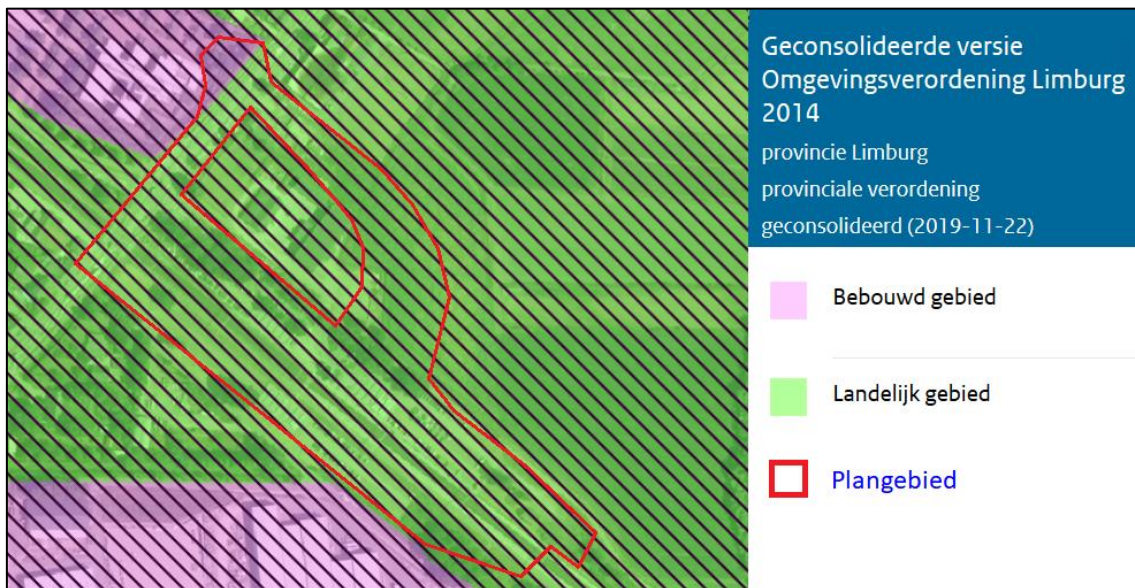 Geconsolideerde versie
Omgevingsverordening Limburg
2014
provincie Limburg
provinciale verordening
geconsolideerd (2019-11-22)
Bebouwd gebied
Landelijk gebied
Plangebied